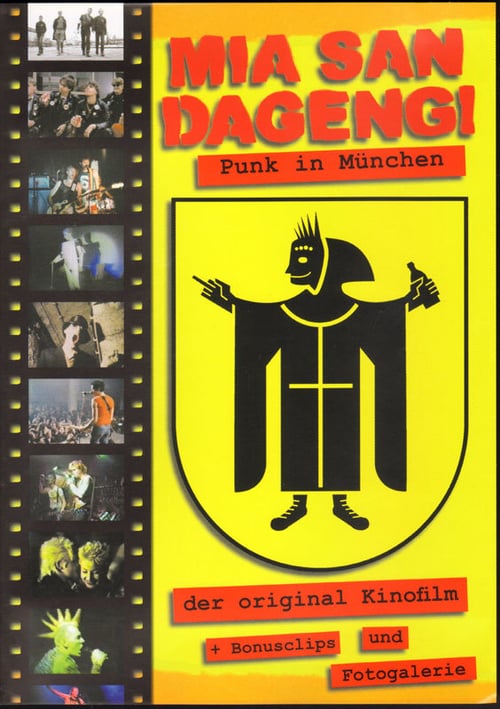 MIA SAN
DAGENG!
Punk in München
der original Kinofilm
+ Bonusclips und
Fotogalerie